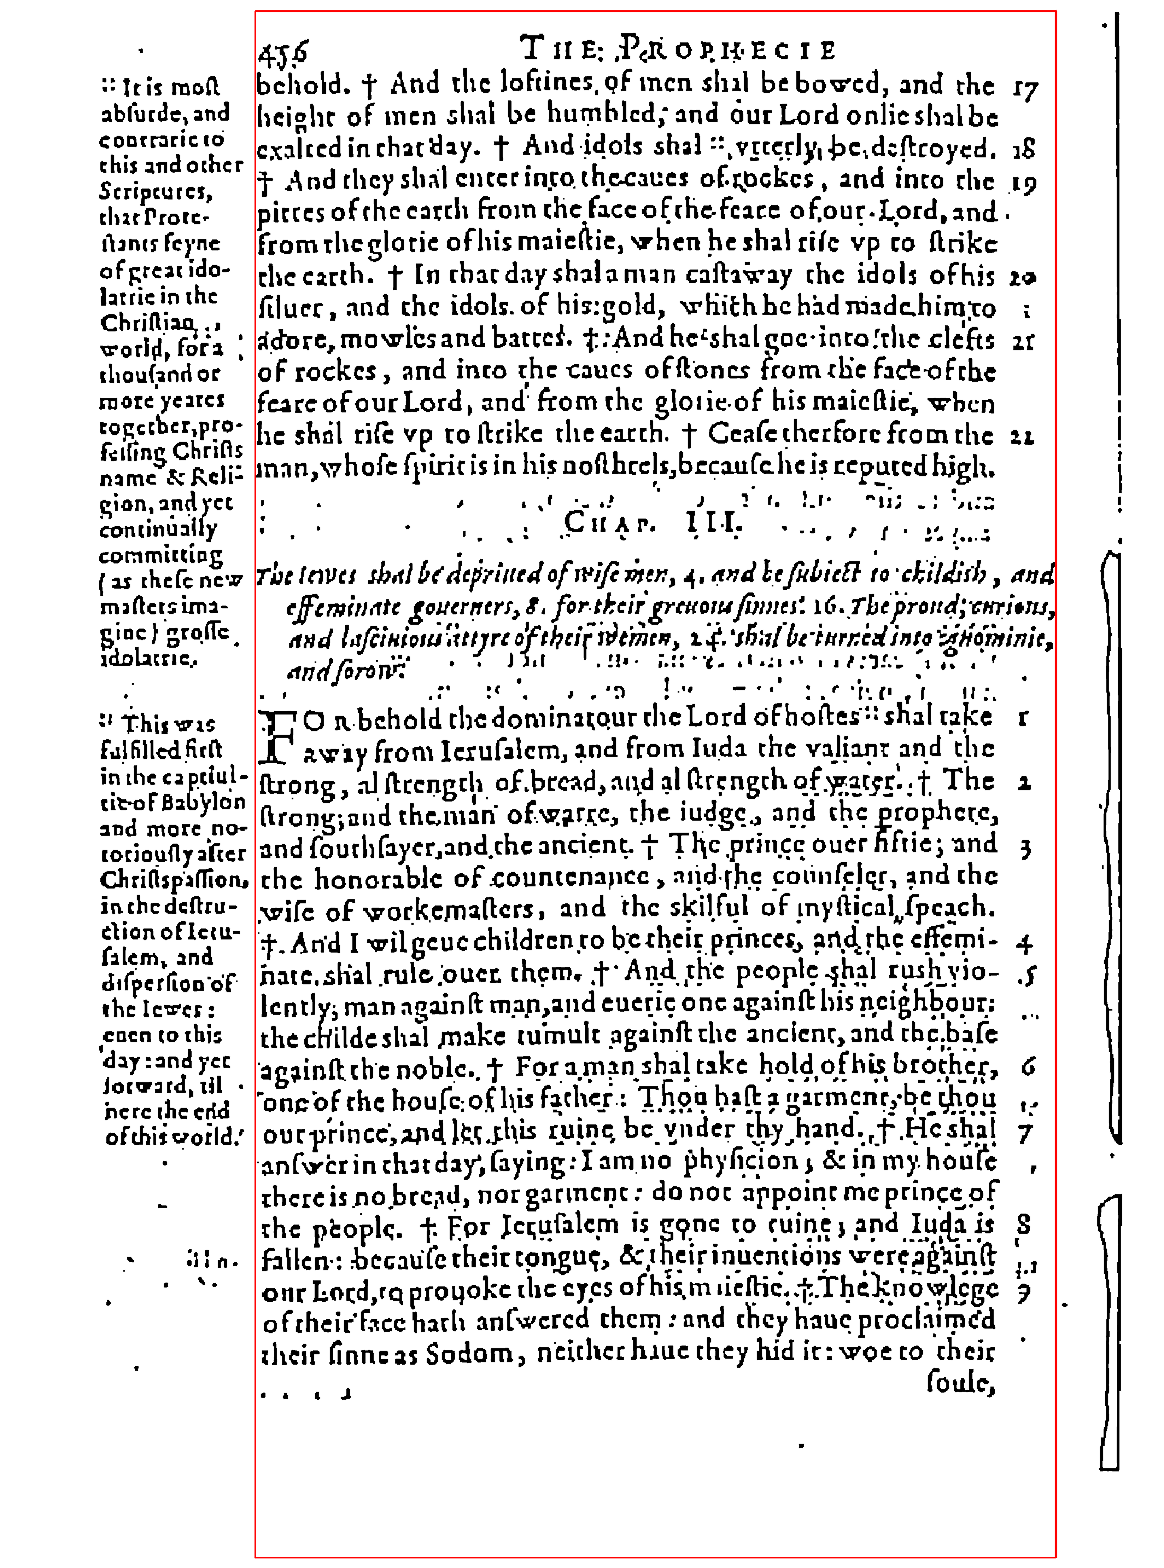 456 THE PROPHECIE
behold. † And the loftines of men shal be bowed, and the 17
height of men shal be humbled, and our Lord onlie shal be
exalted in that day. † And idols shal :: vtterly be deſtroyed. 18
† And they shal enter into the caues of rockes, and into the 19
pittes of the earth from the face of the feare of our Lord, and
from the glorie of his maieſtie, when he shal riſe vp to ſtrike
the earth. † In that day shal a man caſt away the idols of his 20
ſiluer, and the idols of his gold, which he had made him to
adore, mowles and battes. † And he shal goe into the clefts 21
of rockes, and into the caues of ſtones from the face of the
feare of our Lord, and from the glorie of his maieſtie, when
he shal riſe vp to ſtrike the earth. † Ceaſe therfore from the 22
man, whoſe ſpirit is in his noſthrels, becauſe he is reputed high.
:: It is moſt
abſurde, and
contrarie to
this and other
Scriptures,
that Prote-
ſtants feyne
of great ido-
latrie in the
Chriſtian
world, for a
thouſand or
more yeares
together, pro-
feſſing Chriſts
name & Reli-
gion, and yet
continually
committing
(as theſe new
maſters ima-
gine) groſſe
idolatrie.
CHAP. III.
The Iewes shal be depriued of wiſe men, 4. and be ſubiect to childish, and
effeminate gouerners, 8. for their greuous ſinnes. 16. The proud, curious,
and laſciuious attyre of their wemen, 24. shal be turned into ignominie,
and ſorow.
FOR behold the dominatour the Lord of hoſtes :: shal take 1
away from Ieruſalem, and from Iuda the valiant and the
ſtrong, al ſtrength of bread, and al ſtrength of water. † The 2
ſtrong, and the man of warre, the iudge, and the prophete,
and ſouthſayer, and the ancient. † The prince ouer fiftie, and 3
the honorable of countenance, and the counſeler, and the
wiſe of workemaſters, and the skilful of myſtical ſpeach.
† And I wil geue children to be their princes, and the effemi- 4
nate shal rule ouer them. † And the people shal rush vio- 5
lently, man againſt man, and euerie one againſt his neighbour:
the childe shal make tumult againſt the ancient, and the baſe
againſt the noble. † For a man shal take hold of his brother, 6
one of the houſe of his father: Thou haſt a garment, be thou
our prince, and let this ruine be vnder thy hand. † He shal 7
anſwer in that day, ſaying: I am no phyſicion, & in my houſe
there is no bread, nor garment: do not appoint me prince of
the people. † For Ieruſalem is gone to ruine, and Iuda is 8
fallen: becauſe their tongue, & their inuentions were againſt
our Lord, to prouoke the eyes of his maieſtie. † The knowlege 9
of their face hath anſwered them: and they haue proclaimed
their ſinne as Sodom, neither haue they hid it: woe to their
ſoule,
:: This was
fulfilled firſt
in the captiui-
tie of Babylon
and more no-
toriouſly after
Chriſts paſſion,
in the deſtru-
ction of Ieru-
ſalem, and
diſperſion of
the Iewes:
euen to this
day: and yet
forward, til
nere the end
of this world.